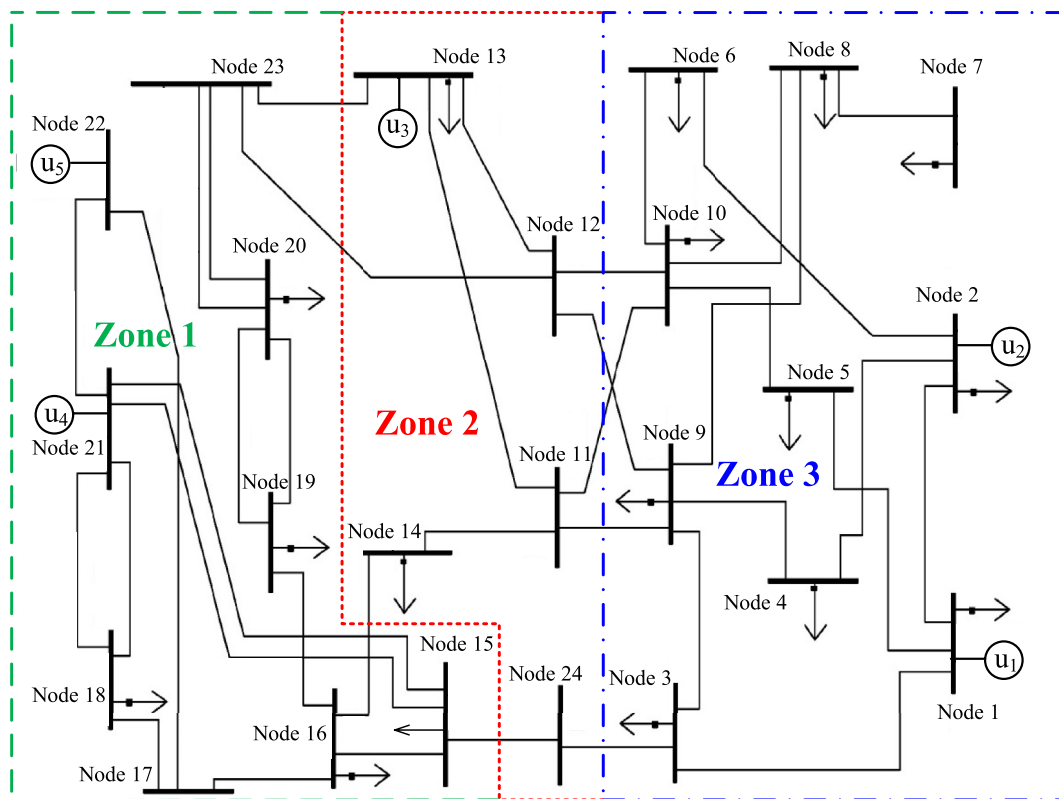 Node 13
Node 6
Node 8
Node 23
Node 7
Node 22
u3
u5
Node 10
Node 12
Node 20
Node 2
Zone 1
u2
Node 5
u4
Zone 2
Node 9
Node 21
Node 11
Zone 3
Node 19
Node 14
Node 4
Node 15
u1
Node 24
Node 3
Node 18
Node 1
Node 16
Node 17